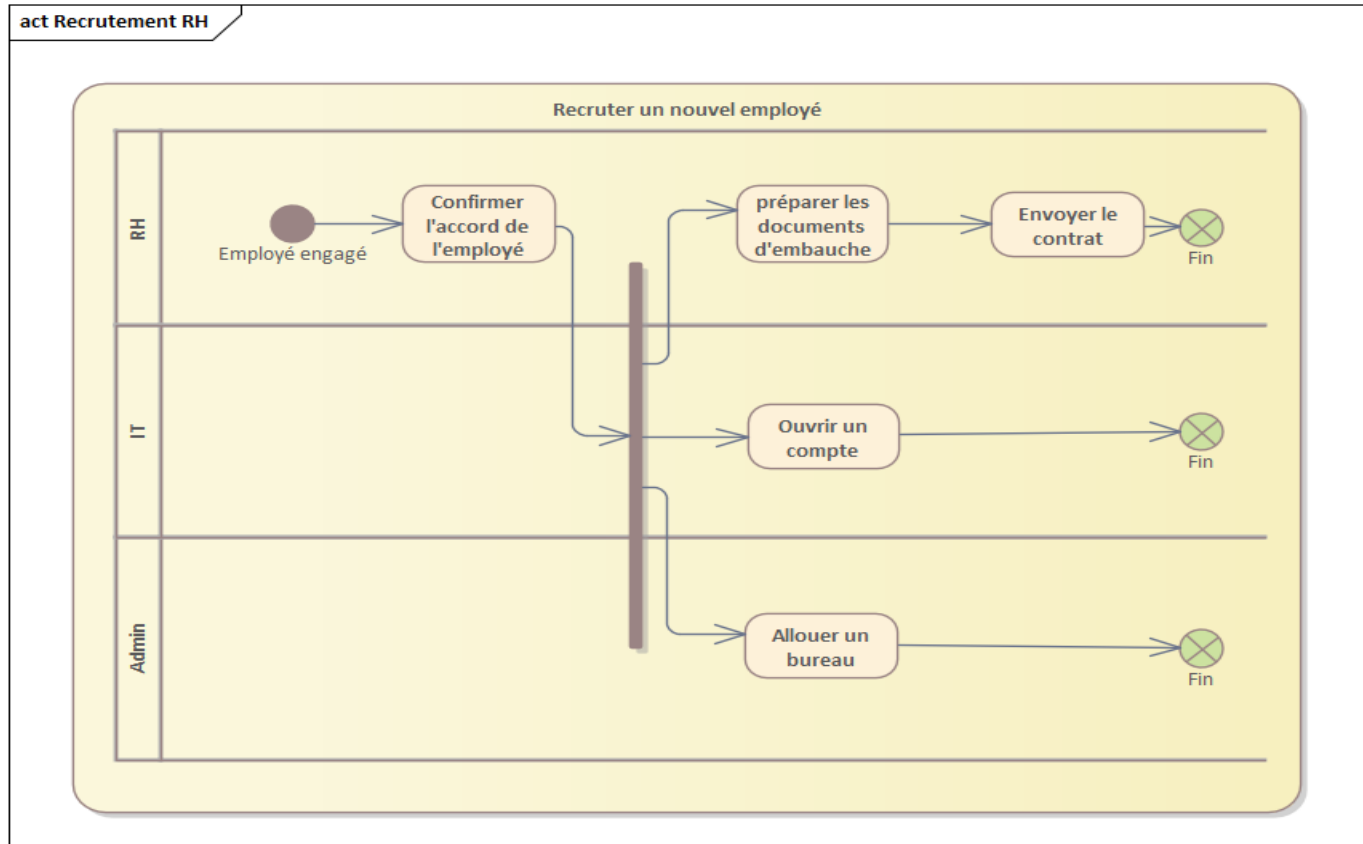 act Recrutement RH
Recruter un nouvel employé
RH
Employé engagé
Confirmer
l'accord de
l'employé
préparer les
documents
d'embauche
Envoyer le
contrat
Fin
IT
Ouvrir un
compte
Fin
Admin
Allouer un
bureau
Fin